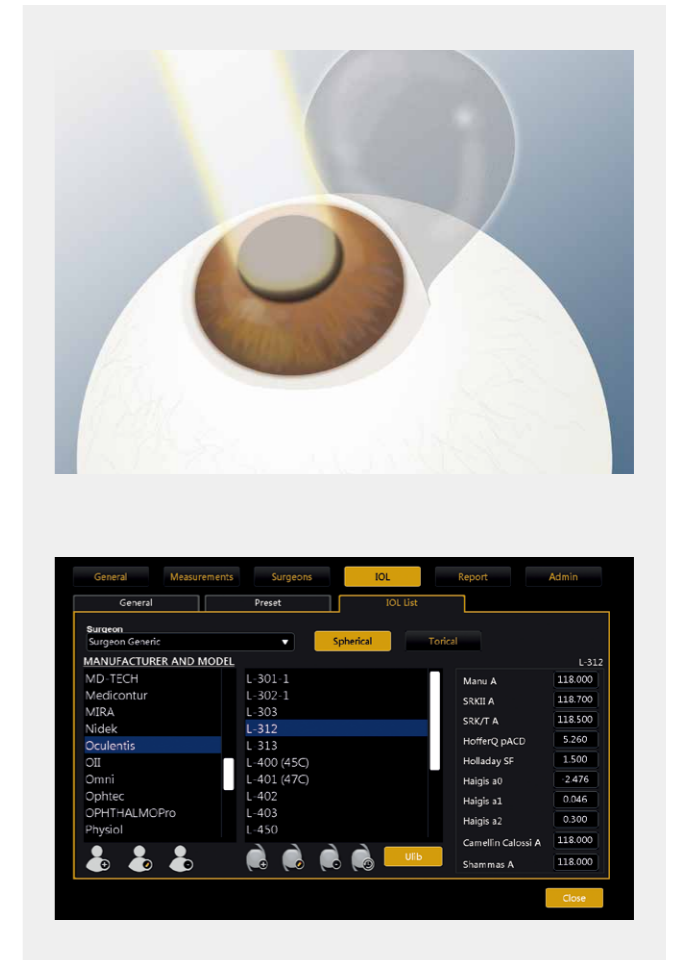 General Measurements Surgeons IOL Report Admin
General Preset IOL List
Surgeon
Surgeon Generic Spherical Torical
MANUFACTURER AND MODEL
L-312
MD-TECH
Medicontur
MIRA
Nidek
Oculentis
OII
Omni
Ophtec
OPHTHALMOPro
Physiol
L-301-1
L-302-1
L-303
L-312
L-313
L-400 (45C)
L-401 (47C)
L-402
L-403
L-450
Ulib
Manu A 118.000
SRKII A 118.700
SRK/T A 118.500
HofferQ pACD 5.260
Holladay SF 1.500
Haigis a0 -2.476
Haigis a1 0.046
Haigis a2 0.300
Camellin Calossi A 118.000
Shammas A 118.000
Close